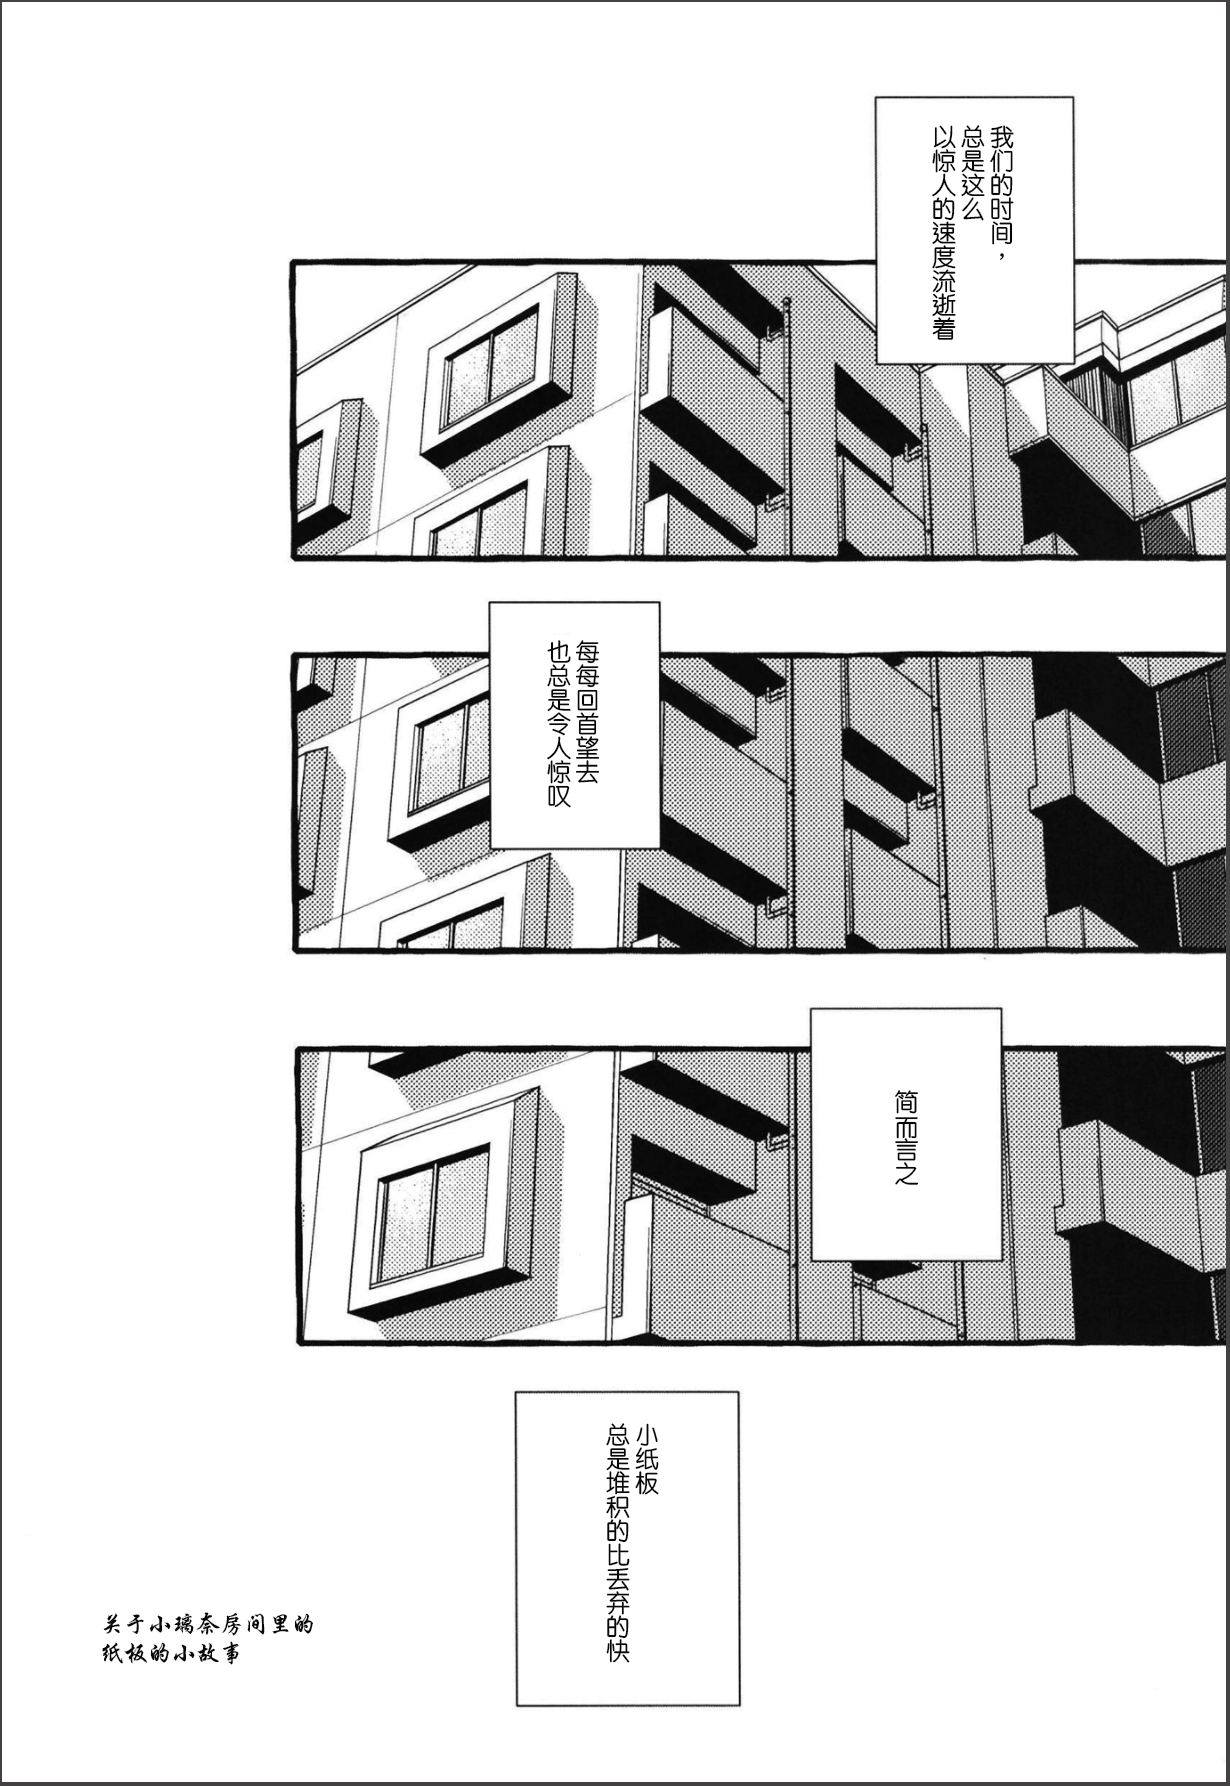 我们的时间，
总是这么
以惊人的速度流逝着
每每回首望去
也总是令人惊叹
简而言之
小纸板
总是堆积的比丢弃的快
关于小璃奈房间里的
纸板的小故事